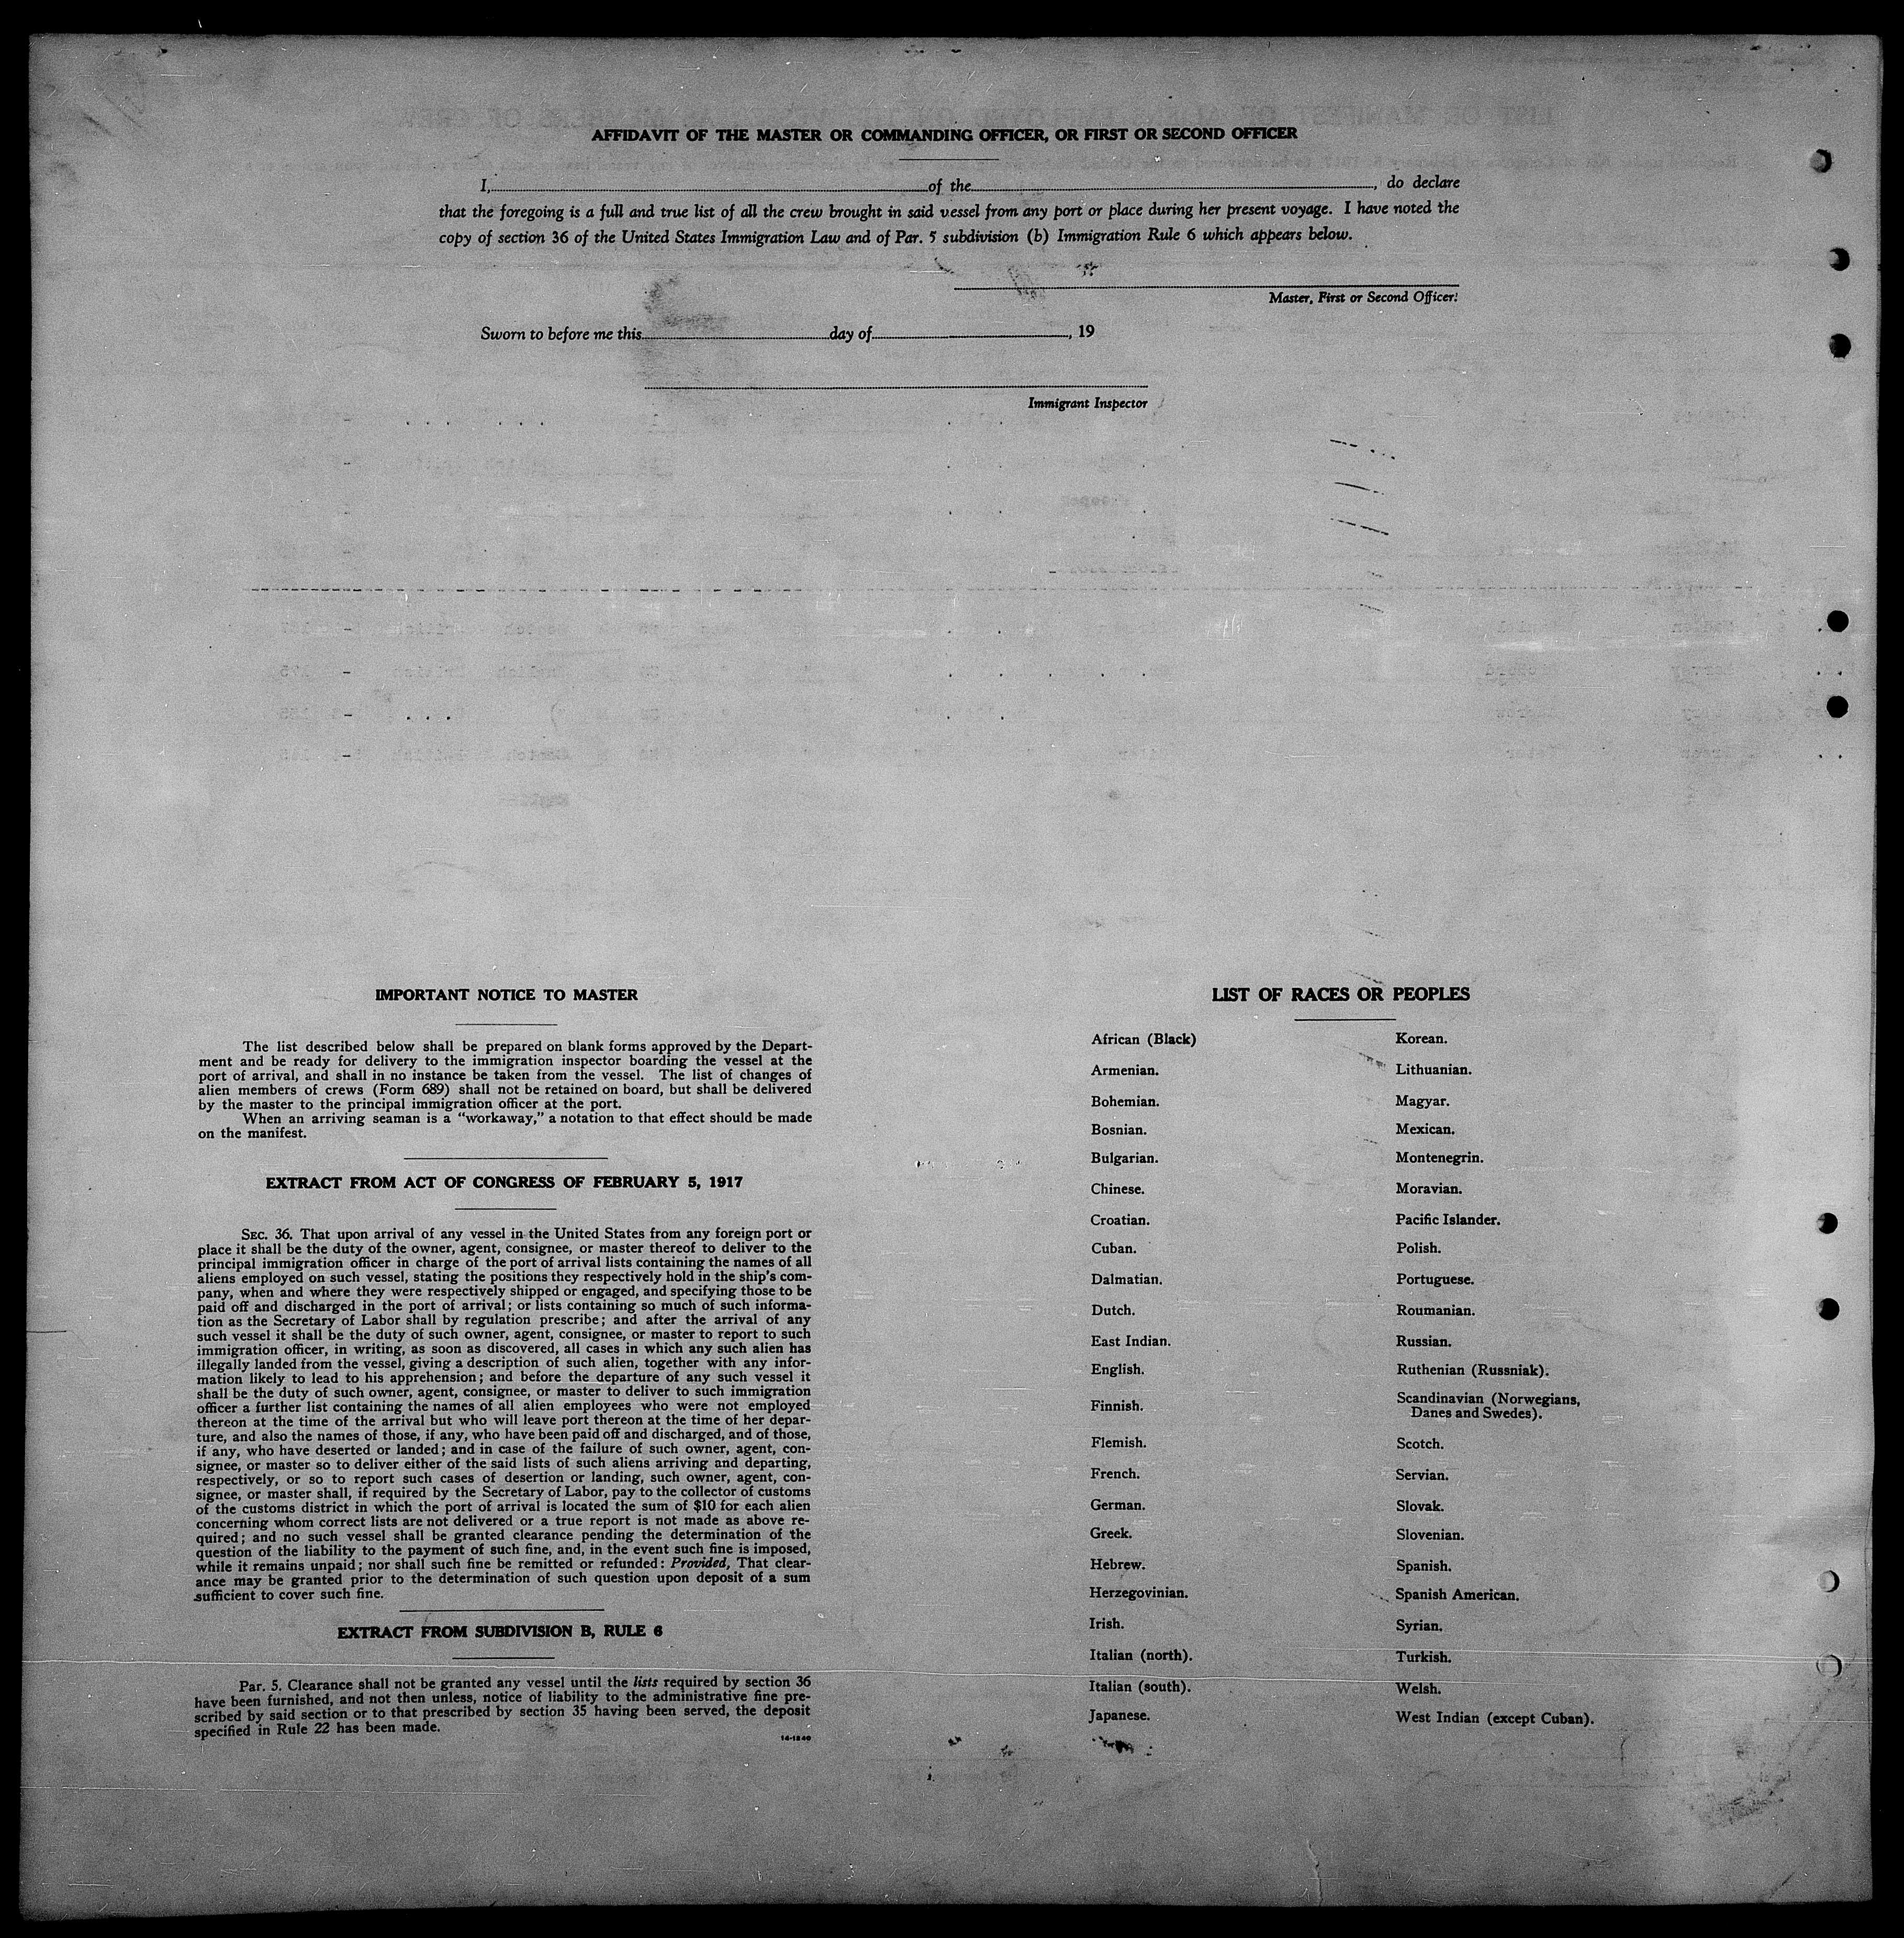 AFFIDAVIT OF THE MASTER OR COMMANDING OFFICER, OR FIRST OR SECOND OFFICER
I, of the , do declare
that the foregoing is a full and true list of all the crew brought in said vessel from any port or place during her present voyage. I have noted the
copy of section 36 of the United States Immigration Law and of Par. 5 subdivision (b) Immigration Rule 6 which appears below.
Master, First or Second Officer.
Sworn to before me this day of , 19
Immigrant Inspector
IMPORTANT NOTICE TO MASTER
The list described below shall be prepared on blank forms approved by the Depart-
ment and be ready for delivery to the immigration inspector boarding the vessel at the
port of arrival, and shall in no instance be taken from the vessel. The list of changes of
alien members of crews (Form 689) shall not be retained on board, but shall be delivered
by the master to the principal immigration officer at the port.
When an arriving seaman is a "workaway," a notation to that effect should be made
on the manifest.
EXTRACT FROM ACT OF CONGRESS OF FEBRUARY 5, 1917
SEC. 36. That upon arrival of any vessel in the United States from any foreign port or
place it shall be the duty of the owner, agent, consignee, or master thereof to deliver to the
principal immigration officer in charge of the port of arrival lists containing the names of all
aliens employed on such vessel, stating the positions they respectively hold in the ship's com-
pany, when and where they were respectively shipped or engaged, and specifying those to be
paid off and discharged in the port of arrival; or lists containing so much of such informa-
tion as the Secretary of Labor shall by regulation prescribe; and after the arrival of any
such vessel it shall be the duty of such owner, agent, consignee, or master to report to such
immigration officer, in writing, as soon as discovered, all cases in which any such alien has
illegally landed from the vessel, giving a description of such alien, together with any infor-
mation likely to lead to his apprehension; and before the departure of any such vessel it
shall be the duty of such owner, agent, consignee, or master to deliver to such immigration
officer a further list containing the names of all alien employees who were not employed
thereon at the time of the arrival but who will leave port thereon at the time of her depar-
ture, and also the names of those, if any, who have been paid off and discharged, and of those,
if any, who have deserted or landed; and in case of the failure of such owner, agent, con-
signee, or master so to deliver either of the said lists of such aliens arriving and departing,
respectively, or so to report such cases of desertion or landing, such owner, agent, con-
signee, or master shall, if required by the Secretary of Labor, pay to the collector of customs
of the customs district in which the port of arrival is located the sum of $10 for each alien
concerning whom correct lists are not delivered or a true report is not made as above re-
quired; and no such vessel shall be granted clearance pending the determination of the
question of the liability to the payment of such fine, and, in the event such fine is imposed,
while it remains unpaid; nor shall such fine be remitted or refunded: Provided, That clear-
ance may be granted prior to the determination of such question upon deposit of a sum
sufficient to cover such fine.
EXTRACT FROM SUBDIVISION B, RULE 6
Par. 5. Clearance shall not be granted any vessel until the lists required by section 36
have been furnished, and not then unless, notice of liability to the administrative fine pre-
scribed by said section or to that prescribed by section 35 having been served, the deposit
specified in Rule 22 has been made.
14-1240
LIST OF RACES OR PEOPLES
African (Black)
Armenian.
Bohemian.
Bosnian.
Bulgarian.
Chinese.
Croatian.
Cuban.
Dalmatian.
Dutch.
East Indian.
English.
Finnish.
Flemish.
French.
German.
Greek.
Hebrew.
Herzegovinian.
Irish.
Italian (north).
Italian (south).
Japanese.
Korean.
Lithuanian.
Magyar.
Mexican.
Montenegrin.
Moravian.
Pacific Islander.
Polish.
Portuguese.
Roumanian.
Russian.
Ruthenian (Russniak).
Scandinavian (Norwegians,
Danes and Swedes).
Scotch.
Servian.
Slovak.
Slovenian.
Spanish.
Spanish American.
Syrian.
Turkish.
Welsh.
West Indian (except Cuban).